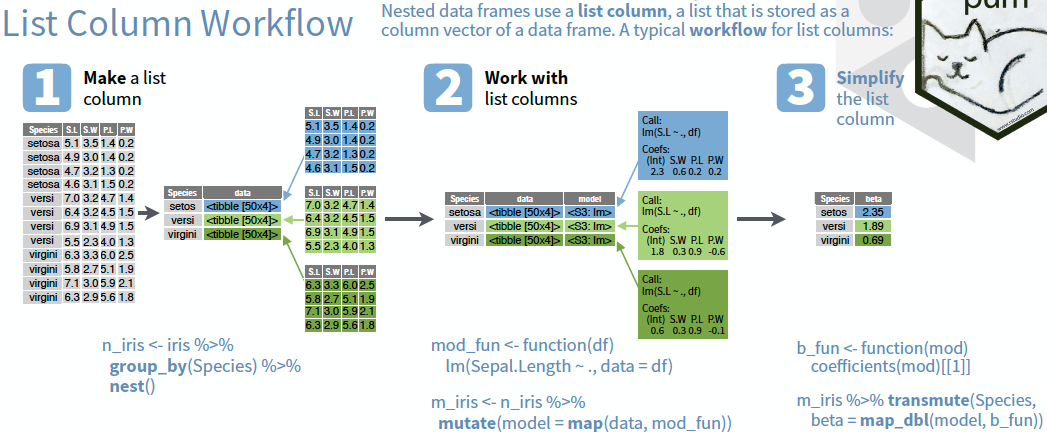 List Column Workflow
Nested data frames use a list column, a list that is stored as a
column vector of a data frame. A typical workflow for list columns:
1 Make a list
column
Species S.L S.W P.L P.W
setosa 5.1 3.5 1.4 0.2
setosa 4.9 3.0 1.4 0.2
setosa 4.7 3.2 1.3 0.2
setosa 4.6 3.1 1.5 0.2
versi 7.0 3.2 4.7 1.4
versi 6.4 3.2 4.5 1.5
versi 6.9 3.1 4.9 1.5
versi 5.5 2.3 4.0 1.3
virgini 6.3 3.3 6.0 2.5
virgini 5.8 2.7 5.1 1.9
virgini 7.1 3.0 5.9 2.1
virgini 6.3 2.9 5.6 1.8
Species data
setos <tibble [50x4]>
versi <tibble [50x4]>
virgini <tibble [50x4]>
S.L S.W P.L P.W
5.1 3.5 1.4 0.2
4.9 3.0 1.4 0.2
4.7 3.2 1.3 0.2
4.6 3.1 1.5 0.2
S.L S.W P.L P.W
7.0 3.2 4.7 1.4
6.4 3.2 4.5 1.5
6.9 3.1 4.9 1.5
5.5 2.3 4.0 1.3
S.L S.W P.L P.W
6.3 3.3 6.0 2.5
5.8 2.7 5.1 1.9
7.1 3.0 5.9 2.1
6.3 2.9 5.6 1.8
n_iris <- iris %>%
group_by(Species) %>%
nest()
2 Work with
list columns
Species data model
setosa <tibble [50x4]> <S3: lm>
versi <tibble [50x4]> <S3: lm>
virgini <tibble [50x4]> <S3: lm>
Call:
lm(S.L ~ ., df)
Coefs:
(Int) S.W P.L P.W
2.3 0.6 0.2 0.2
Call:
lm(S.L ~ ., df)
Coefs:
(Int) S.W P.L P.W
1.8 0.3 0.9 -0.6
Call:
lm(S.L ~ ., df)
Coefs:
(Int) S.W P.L P.W
0.6 0.3 0.9 -0.1
mod_fun <- function(df)
lm(Sepal.Length ~ ., data = df)
m_iris <- n_iris %>%
mutate(model = map(data, mod_fun))
3 Simplify
the list
column
Species beta
setos 2.35
versi 1.89
virgini 0.69
b_fun <- function(mod)
coefficients(mod)[[1]]
m_iris %>% transmute(Species,
beta = map_dbl(model, b_fun))